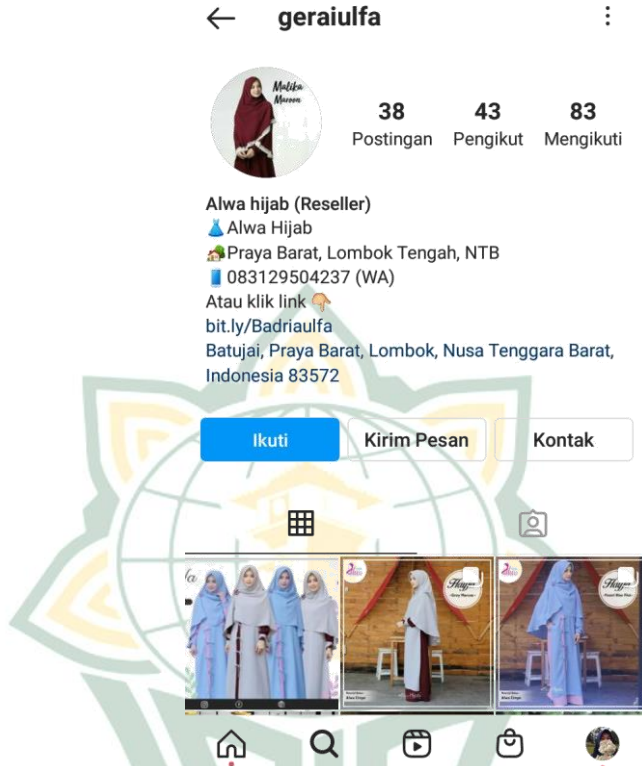 geraiulfa
Malika
Maroon
38 43 83
Postingan Pengikut Mengikuti
Alwa hijab (Reseller)
Alwa Hijab
Praya Barat, Lombok Tengah, NTB
083129504237 (WA)
Atau klik link
bit.ly/Badriaulfa
Batujai, Praya Barat, Lombok, Nusa Tenggara Barat,
Indonesia 83572
Ikuti Kirim Pesan Kontak